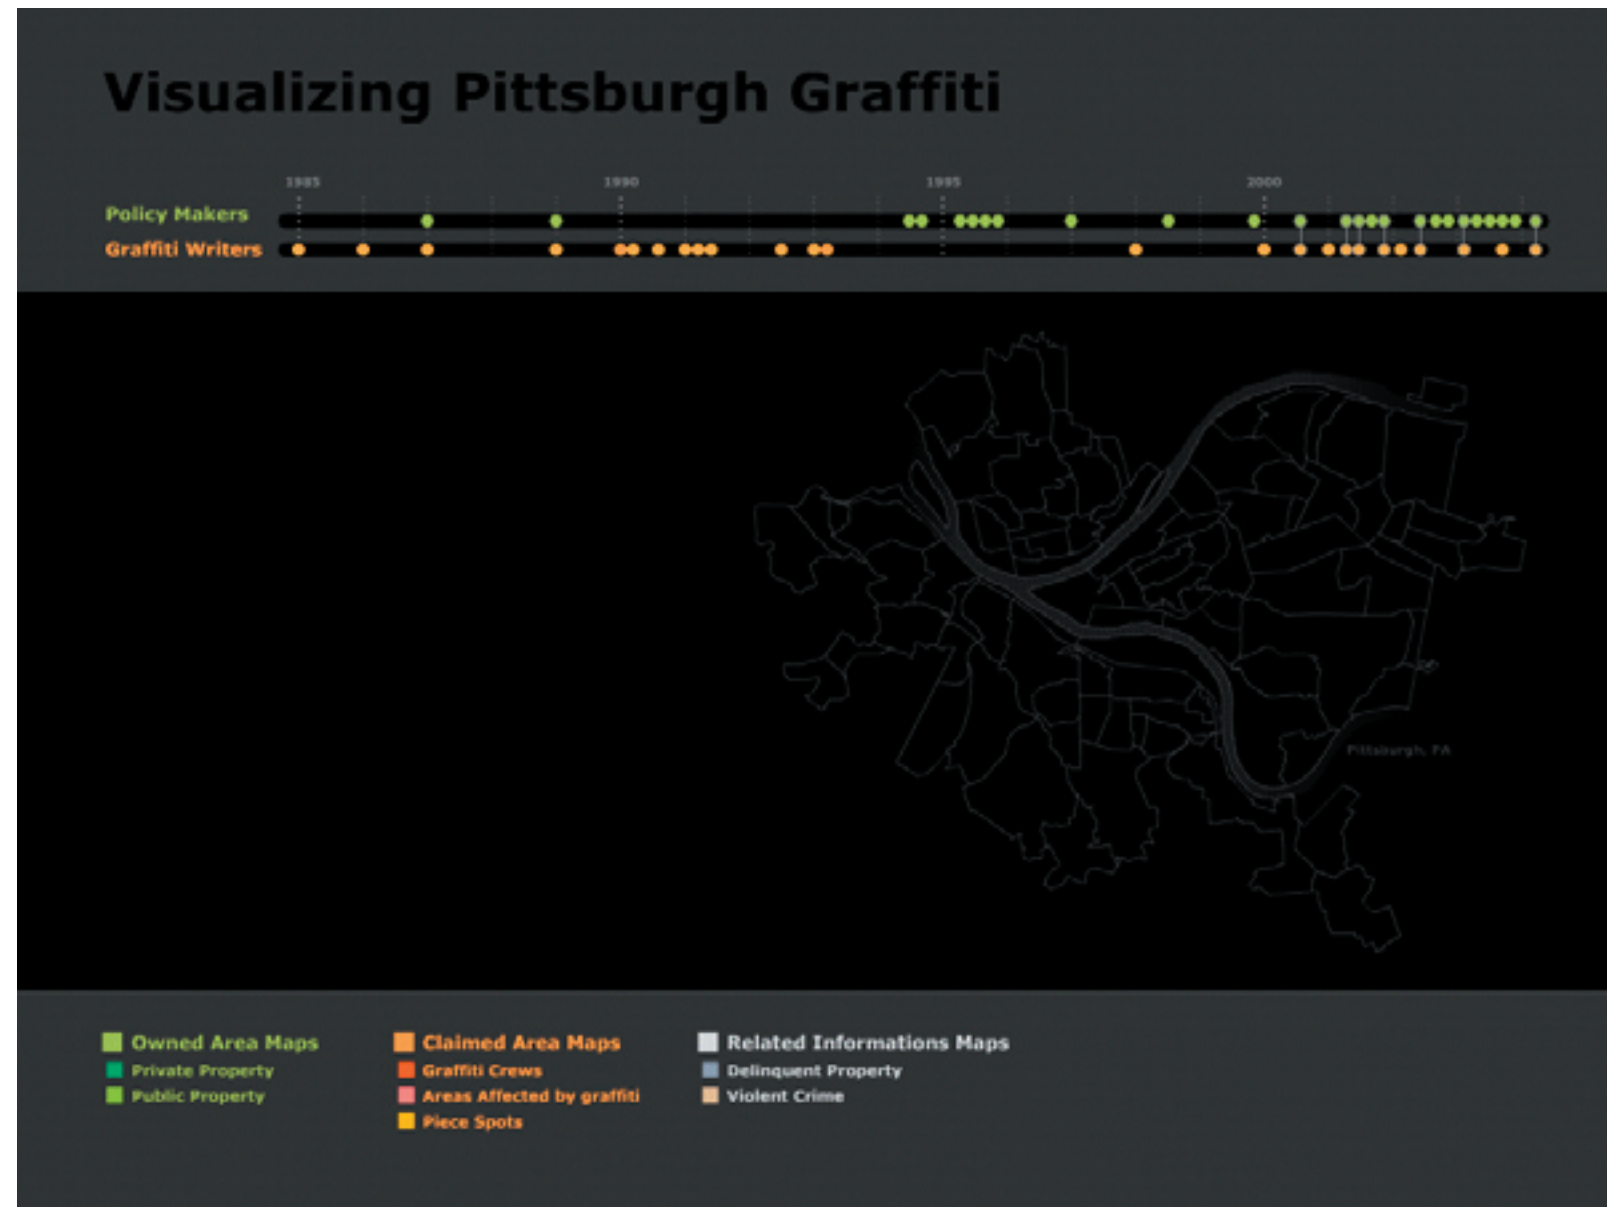 Visualizing Pittsburgh Graffiti
1985 1990 1995 2000
Policy Makers
Graffiti Writers
Pittsburgh, PA
Owned Area Maps
Private Property
Public Property
Claimed Area Maps
Graffiti Crews
Areas Affected by graffiti
Piece Spots
Related Informations Maps
Delinquent Property
Violent Crime